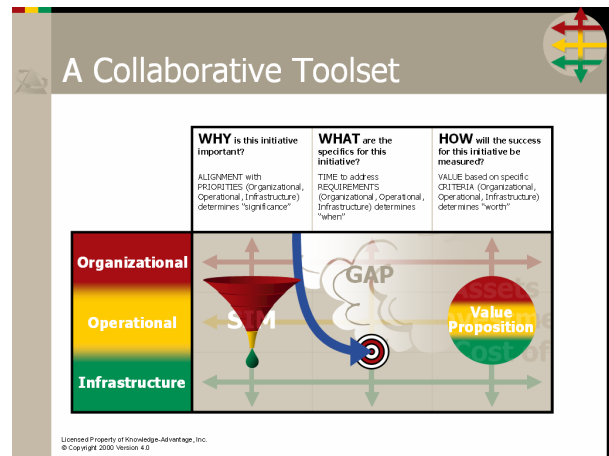 A Collaborative Toolset
WHY is this initiative
important?
ALIGNMENT with
PRIORITIES (Organizational,
Operational, Infrastructure)
determines "significance"
WHAT are the
specifics for this
initiative?
TIME to address
REQUIREMENTS
(Organizational, Operational,
Infrastructure) determines
"when"
HOW will the success
for this initiative be
measured?
VALUE based on specific
CRITERIA (Organizational,
Operational, Infrastructure)
determines "worth"
Organizational
Operational
Infrastructure
SIM
GAP
Assets
Value
Proposition
Cost of
Licensed Property of Knowledge-Advantage, Inc.
© Copyright 2000 Version 4.0